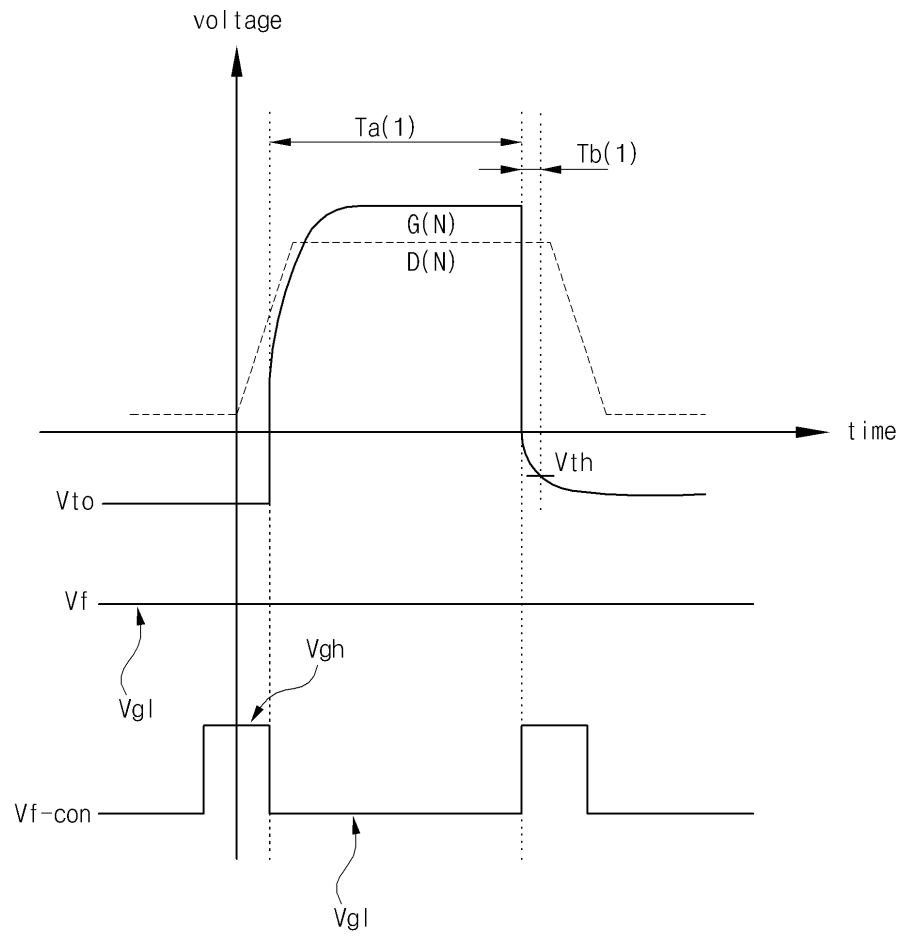 voltage
Ta(1)
Tb(1)
G(N)
D(N)
time
Vth
Vto
Vf
Vgh
Vgl
Vf-con
Vgl